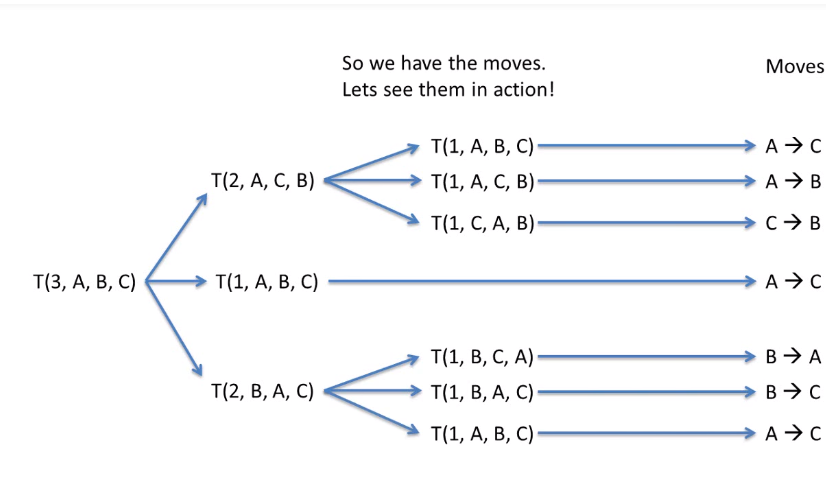 So we have the moves.
Lets see them in action!
Moves
T(1, A, B, C)
A → C
T(2, A, C, B)
T(1, A, C, B)
A → B
T(1, C, A, B)
C → B
T(3, A, B, C)
T(1, A, B, C)
A → C
T(1, B, C, A)
B → A
T(2, B, A, C)
T(1, B, A, C)
B → C
T(1, A, B, C)
A → C